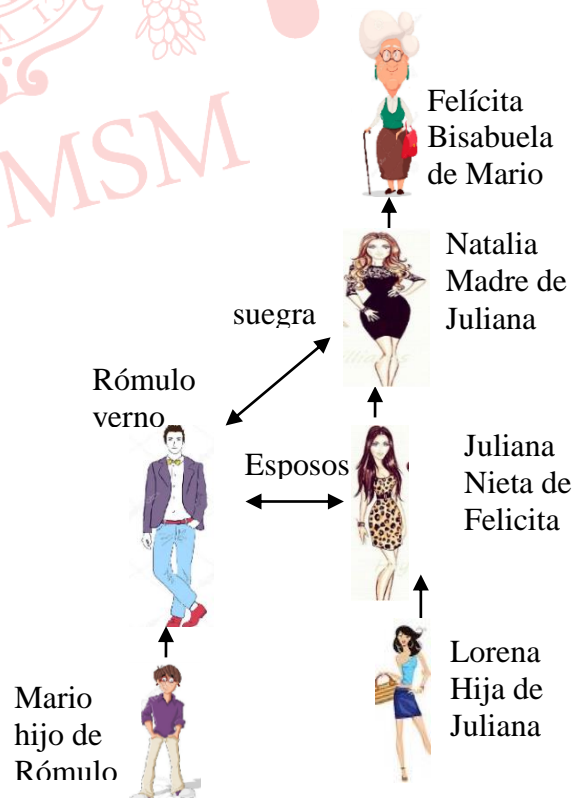 MSM
Felícita
Bisabuela
de Mario
Natalia
Madre de
Juliana
suegra
Rómulo
yerno
Esposos
Juliana
Nieta de
Felicita
Lorena
Hija de
Juliana
Mario
hijo de
Rómulo